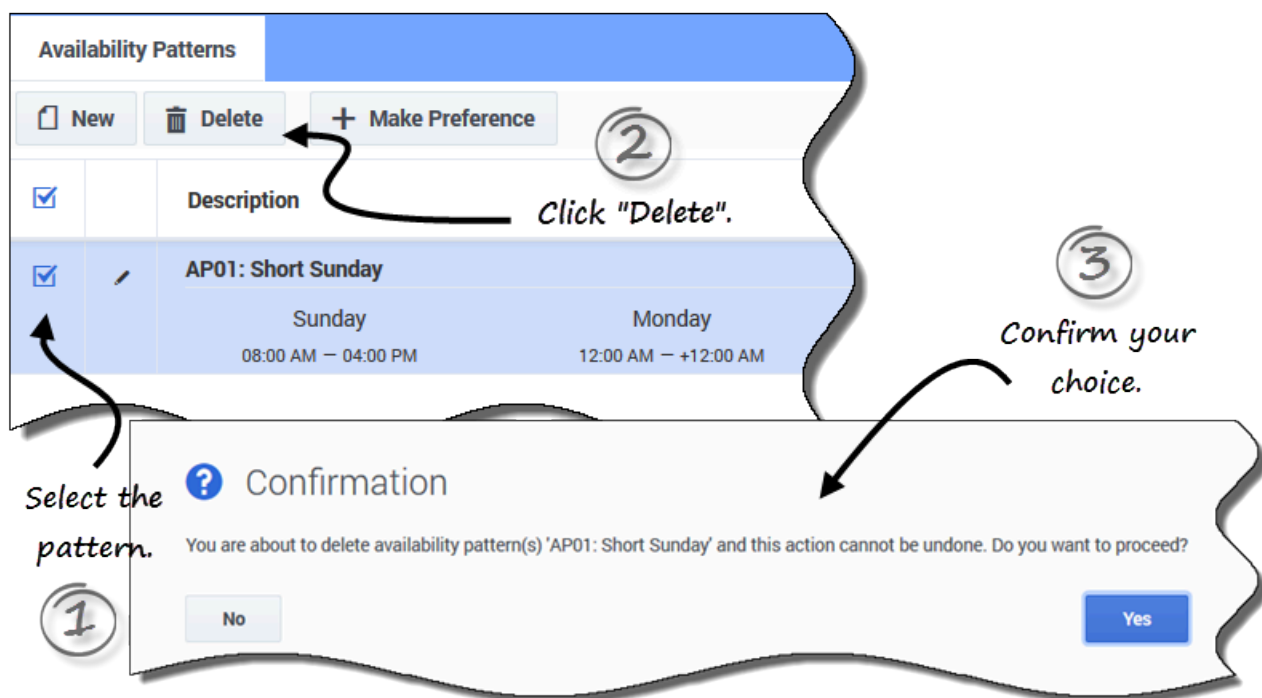 Availability Patterns
New Delete + Make Preference
2
Click "Delete".
Description
AP01: Short Sunday
Sunday Monday
08:00 AM — 04:00 PM 12:00 AM — +12:00 AM
3
Confirm your
choice.
Select the
pattern.
1
? Confirmation
You are about to delete availability pattern(s) 'AP01: Short Sunday' and this action cannot be undone. Do you want to proceed?
No Yes